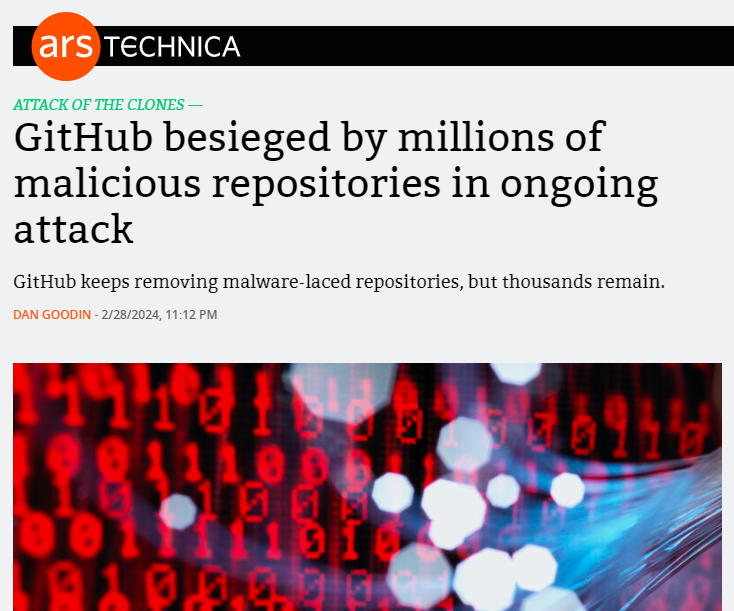 ars TECHNICA
ATTACK OF THE CLONES —
GitHub besieged by millions of
malicious repositories in ongoing
attack
GitHub keeps removing malware-laced repositories, but thousands remain.
DAN GOODIN - 2/28/2024, 11:12 PM